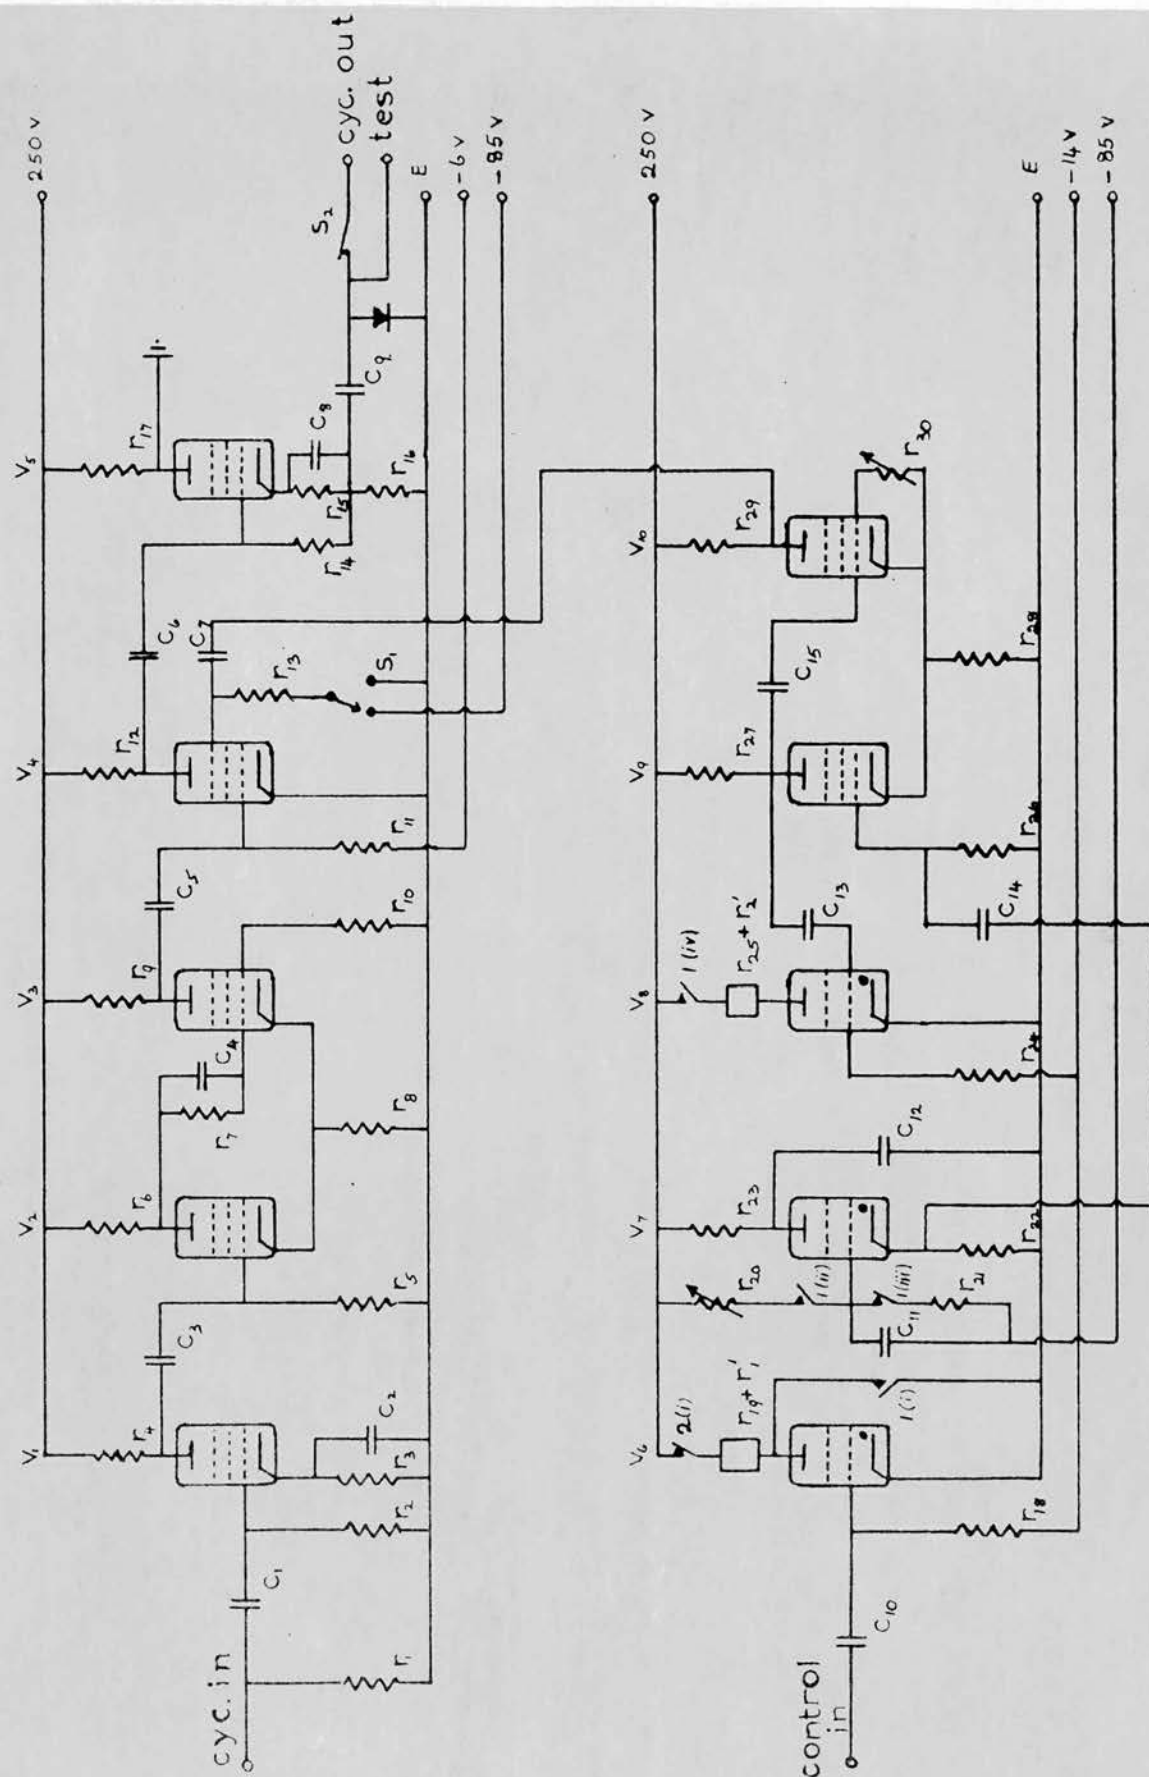 cyc. in
r₁
C₁
r₂
V₁
r₄
r₃
C₂
C₃
r₅
V₂
r₆
r₇
C₄
r₈
V₃
r₉
r₁₀
C₅
r₁₁
V₄
r₁₂
C₆
C₇
r₁₃
S₁
V₅
r₁₇
r₁₄
r₁₅
C₈
r₁₆
C₉
S₂
cyc. out
test
250 v
E
-6 v
-85 v
control
in
C₁₀
r₁₈
V₆
2(i)
r₁₉ + r₁'
1(i)
C₁₁
r₂₀
1(ii)
1(iii)
r₂₁
V₇
r₂₃
r₂₂
C₁₂
V₈
1(iv)
r₂₅ + r₂'
r₂₄
C₁₃
C₁₄
V₉
r₂₇
r₂₆
C₁₅
r₂₈
V₁₀
r₂₉
r₃₀
250 v
E
-14 v
-85 v